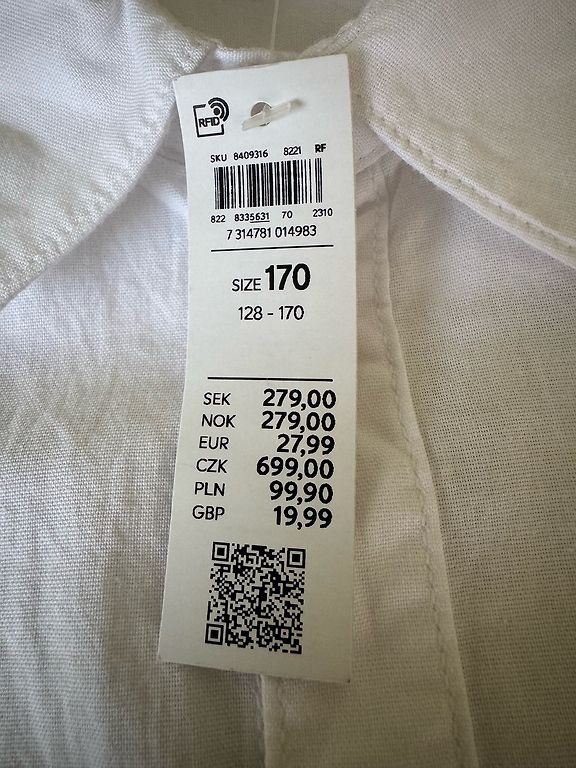 RFID
SKU 8409316 8221 RF
822 8335631 70 2310
7 314781 014983
SIZE 170
128 - 170
SEK 279,00
NOK 279,00
EUR 27,99
CZK 699,00
PLN 99,90
GBP 19,99